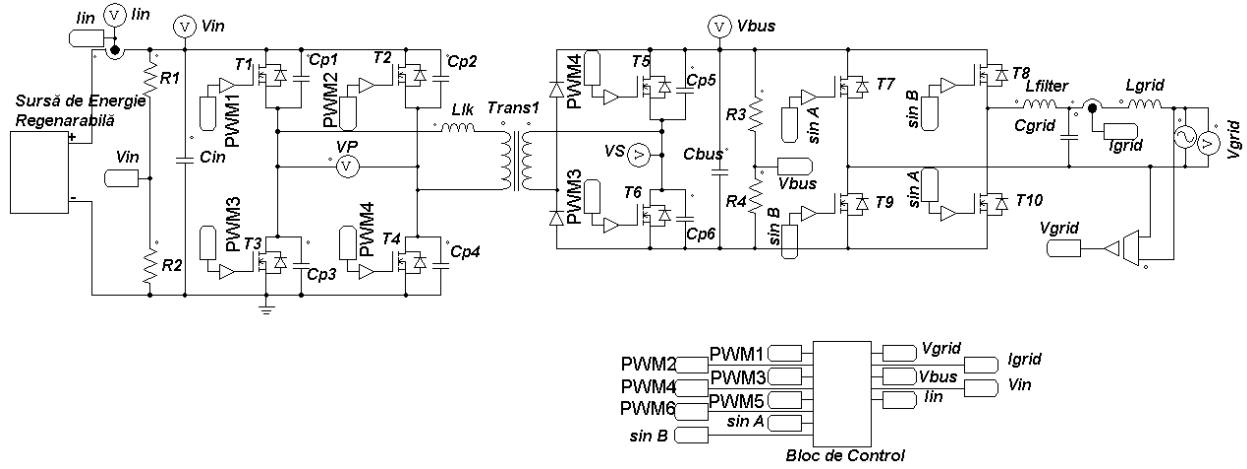 Iin
Iin
V
Vin
V
Vbus
V
T1
Cp1
T2
Cp2
R1
PWM1
PWM2
Sursă de Energie
Regenarabilă
+
-
Vin
Cin
Llk
Trans1
VP
V
R2
PWM3
T3
Cp3
PWM4
T4
Cp4
PWM4
T5
Cp5
VS
V
PWM3
T6
Cp6
Cbus
R3
R4
Vbus
sin A
T7
sin B
T9
sin B
T8
sin A
T10
Lfilter
Cgrid
Igrid
Lgrid
V
Vgrid
Vgrid
PWM1
PWM2
PWM3
PWM4
PWM5
PWM6
sin A
sin B
Vgrid
Igrid
Vbus
Vin
Iin
Bloc de Control